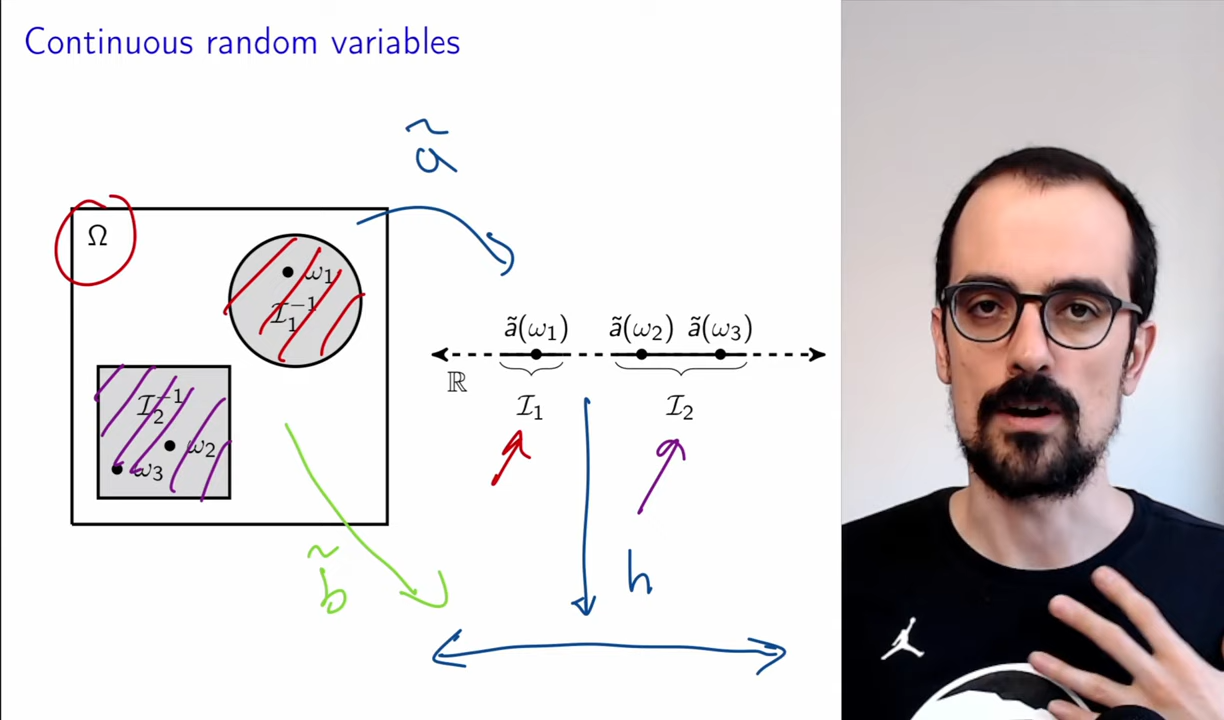 Continuous random variables
ã
Ω
ω₁
ℐ₁⁻¹
ã(ω₁) ã(ω₂) ã(ω₃)
ℝ
ℐ₁ ℐ₂
ℐ₂⁻¹
ω₂
ω₃
b̃
h